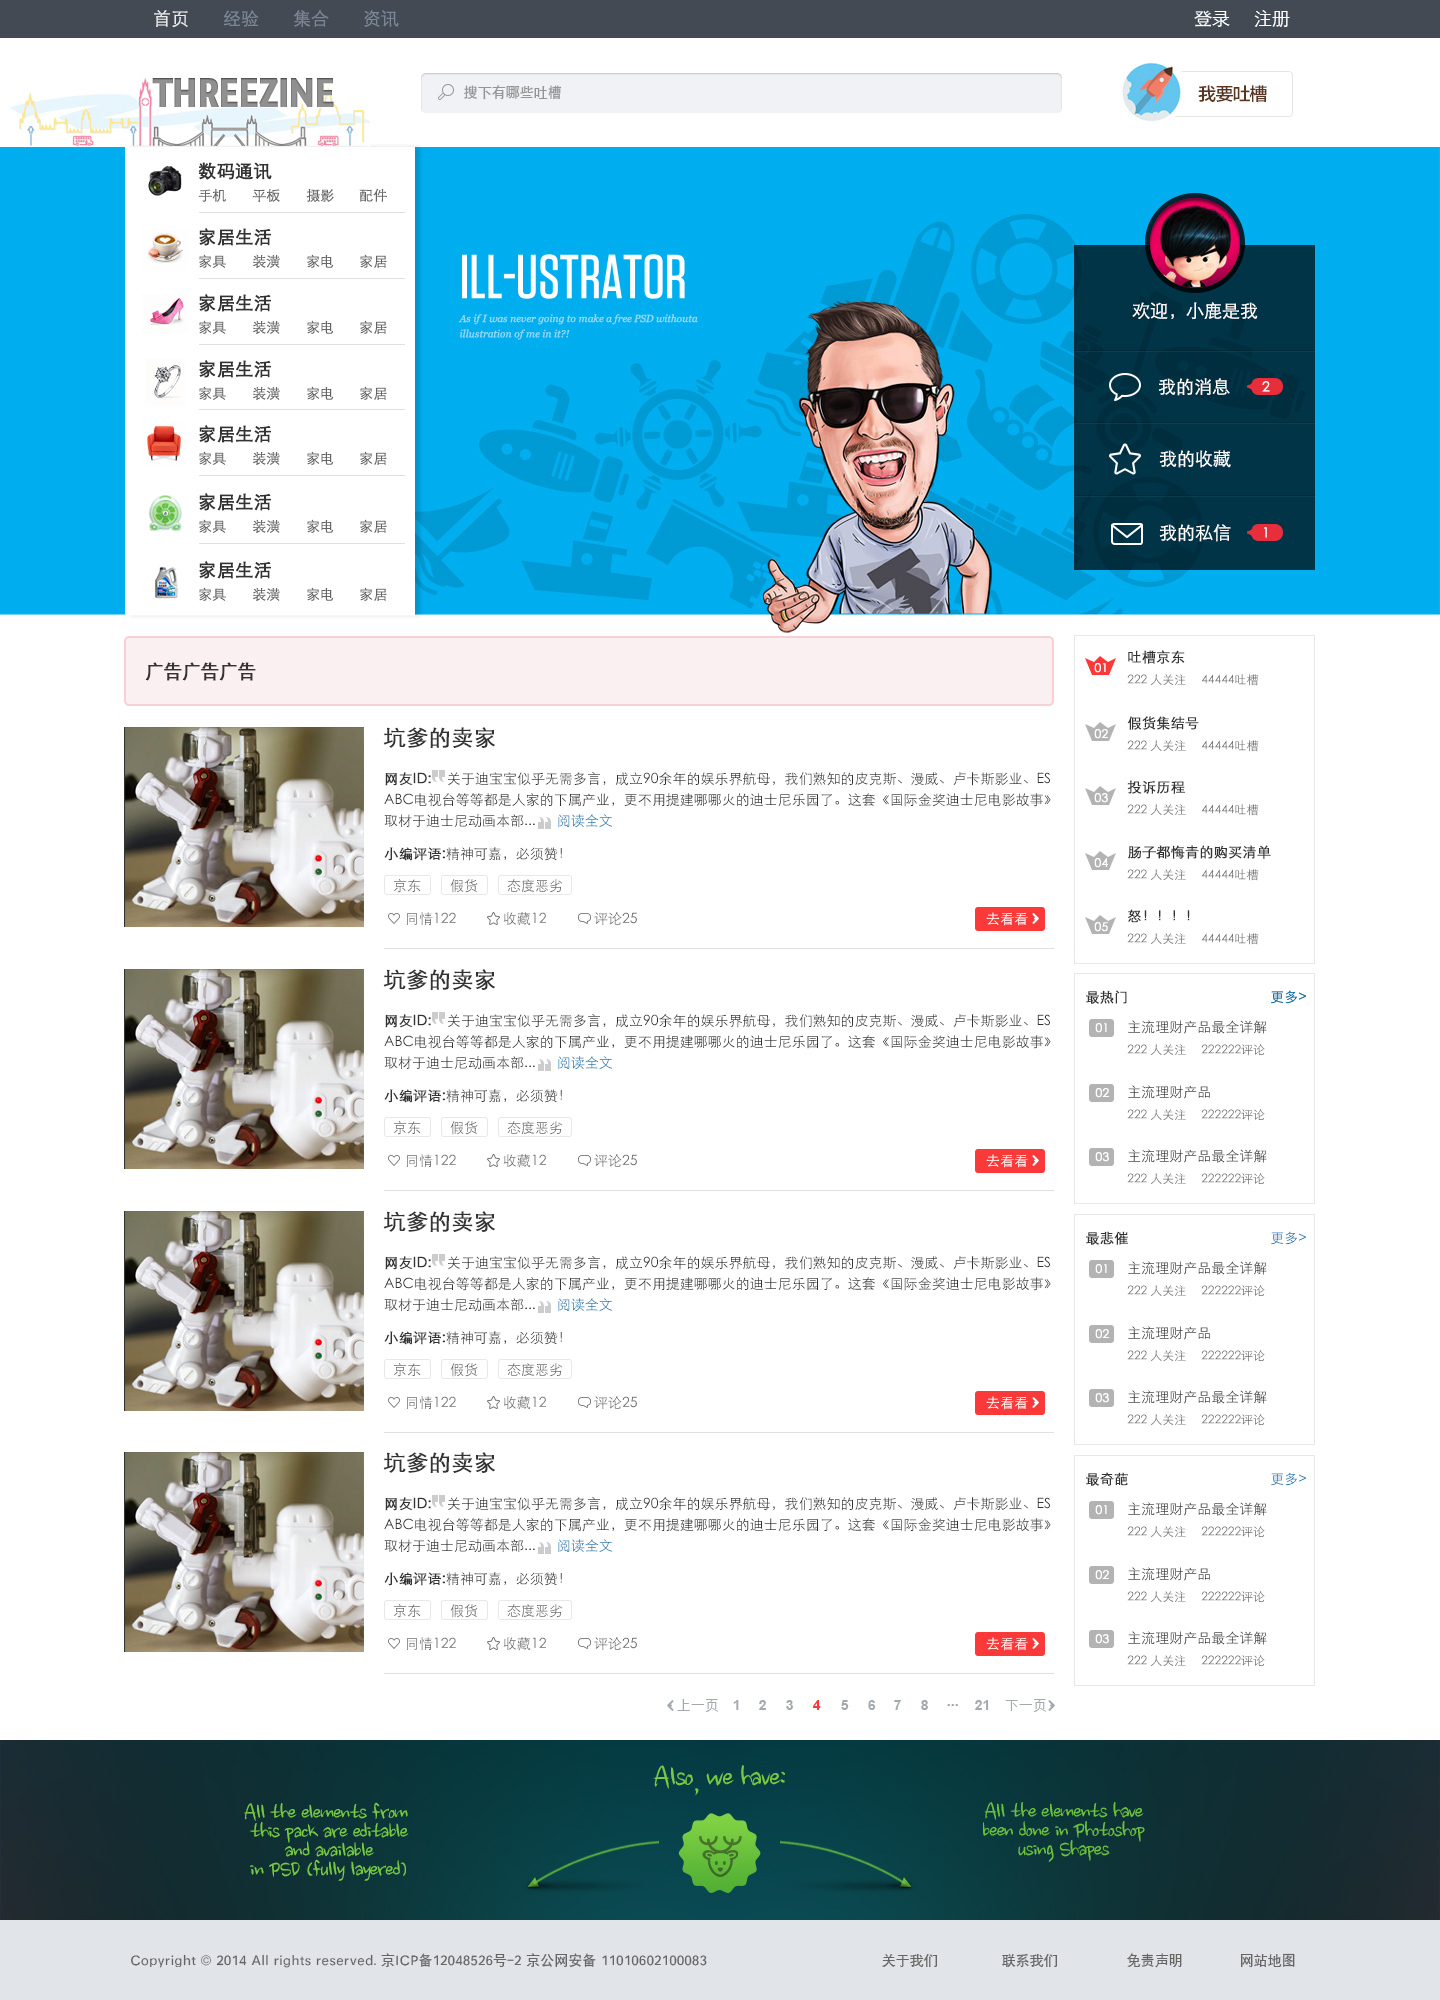 首页 经验 集合 资讯 登录 注册
THREEZINE
搜下有哪些吐槽
我要吐槽
数码通讯
手机 平板 摄影 配件
家居生活
家具 装潢 家电 家居
家居生活
家具 装潢 家电 家居
家居生活
家具 装潢 家电 家居
家居生活
家具 装潢 家电 家居
家居生活
家具 装潢 家电 家居
家居生活
家具 装潢 家电 家居
ILL-USTRATOR
As if I was never going to make a free PSD withouta
illustration of me in it?!
欢迎，小鹿是我
我的消息 2
我的收藏
我的私信 1
广告广告广告
坑爹的卖家
网友ID:关于迪宝宝似乎无需多言，成立90余年的娱乐界航母，我们熟知的皮克斯、漫威、卢卡斯影业、ES
ABC电视台等等都是人家的下属产业，更不用提建哪哪火的迪士尼乐园了。这套《国际金奖迪士尼电影故事》
取材于迪士尼动画本部... 阅读全文
小编评语:精神可嘉，必须赞！
京东 假货 态度恶劣
同情122 收藏12 评论25 去看看
坑爹的卖家
网友ID:关于迪宝宝似乎无需多言，成立90余年的娱乐界航母，我们熟知的皮克斯、漫威、卢卡斯影业、ES
ABC电视台等等都是人家的下属产业，更不用提建哪哪火的迪士尼乐园了。这套《国际金奖迪士尼电影故事》
取材于迪士尼动画本部... 阅读全文
小编评语:精神可嘉，必须赞！
京东 假货 态度恶劣
同情122 收藏12 评论25 去看看
坑爹的卖家
网友ID:关于迪宝宝似乎无需多言，成立90余年的娱乐界航母，我们熟知的皮克斯、漫威、卢卡斯影业、ES
ABC电视台等等都是人家的下属产业，更不用提建哪哪火的迪士尼乐园了。这套《国际金奖迪士尼电影故事》
取材于迪士尼动画本部... 阅读全文
小编评语:精神可嘉，必须赞！
京东 假货 态度恶劣
同情122 收藏12 评论25 去看看
坑爹的卖家
网友ID:关于迪宝宝似乎无需多言，成立90余年的娱乐界航母，我们熟知的皮克斯、漫威、卢卡斯影业、ES
ABC电视台等等都是人家的下属产业，更不用提建哪哪火的迪士尼乐园了。这套《国际金奖迪士尼电影故事》
取材于迪士尼动画本部... 阅读全文
小编评语:精神可嘉，必须赞！
京东 假货 态度恶劣
同情122 收藏12 评论25 去看看
上一页 1 2 3 4 5 6 7 8 ... 21 下一页
01 吐槽京东
222 人关注 44444吐槽
02 假货集结号
222 人关注 44444吐槽
03 投诉历程
222 人关注 44444吐槽
04 肠子都悔青的购买清单
222 人关注 44444吐槽
05 怒！！！！
222 人关注 44444吐槽
最热门 更多>
01 主流理财产品最全详解
222 人关注 222222评论
02 主流理财产品
222 人关注 222222评论
03 主流理财产品最全详解
222 人关注 222222评论
最悲催 更多>
01 主流理财产品最全详解
222 人关注 222222评论
02 主流理财产品
222 人关注 222222评论
03 主流理财产品最全详解
222 人关注 222222评论
最奇葩 更多>
01 主流理财产品最全详解
222 人关注 222222评论
02 主流理财产品
222 人关注 222222评论
03 主流理财产品最全详解
222 人关注 222222评论
Also, we have:
All the elements from
this pack are editable
and available
in PSD (fully layered)
All the elements have
been done in Photoshop
using Shapes
Copyright © 2014 All rights reserved. 京ICP备12048526号-2 京公网安备 11010602100083
关于我们 联系我们 免责声明 网站地图